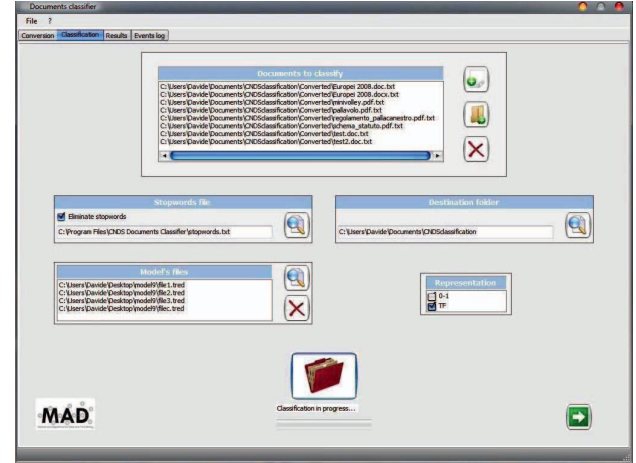 Documents classifier
File ?
Conversion Classification Results Events log
Documents to classify
C:\Users\Davide\Documents\CNDSclassification\Converted\Europei 2008.doc.txt
C:\Users\Davide\Documents\CNDSclassification\Converted\Europei 2008.docx.txt
C:\Users\Davide\Documents\CNDSclassification\Converted\minivolley.pdf.txt
C:\Users\Davide\Documents\CNDSclassification\Converted\pallavolo.pdf.txt
C:\Users\Davide\Documents\CNDSclassification\Converted\regolamento_pallacanestro.pdf.txt
C:\Users\Davide\Documents\CNDSclassification\Converted\schema_statuto.pdf.txt
C:\Users\Davide\Documents\CNDSclassification\Converted\test.doc.txt
C:\Users\Davide\Documents\CNDSclassification\Converted\test2.doc.txt
Stopwords file
Eliminate stopwords
C:\Program Files\CNDS Documents Classifier\stopwords.txt
Destination folder
C:\Users\Davide\Documents\CNDSclassification
Model's files
C:\Users\Davide\Desktop\model9\file1.tred
C:\Users\Davide\Desktop\model9\file2.tred
C:\Users\Davide\Desktop\model9\file3.tred
C:\Users\Davide\Desktop\model9\filec.tred
Representation
0-1
TF
Classification in progress...
MAD